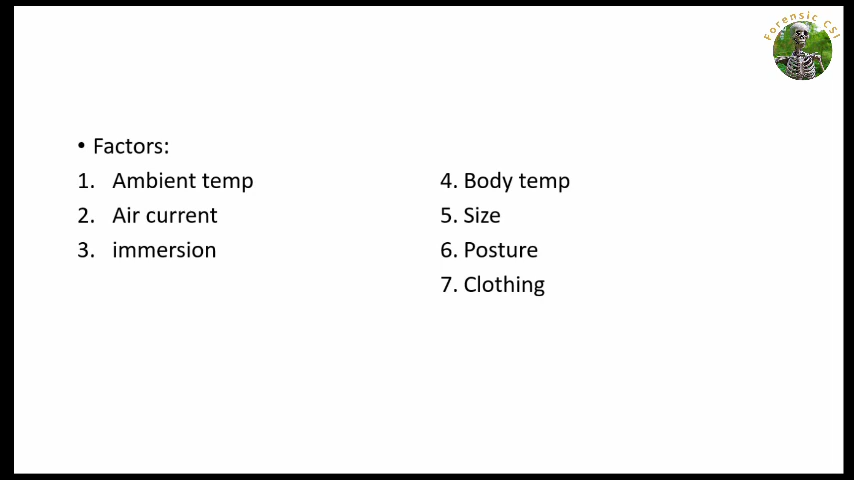 Forensic CSI
• Factors:
1. Ambient temp
2. Air current
3. immersion
4. Body temp
5. Size
6. Posture
7. Clothing